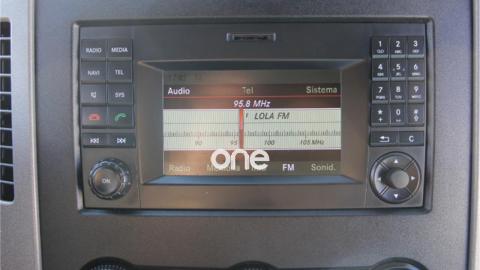 RADIO MEDIA
NAVI TEL
SYS
ON
Audio Tel Sistema
95.8 MHz
LOLA FM
90 95 100 105 MHz
Radio FM Sonid.
one
1 2 3
4 5 6
7 8 9
* 0 #
C